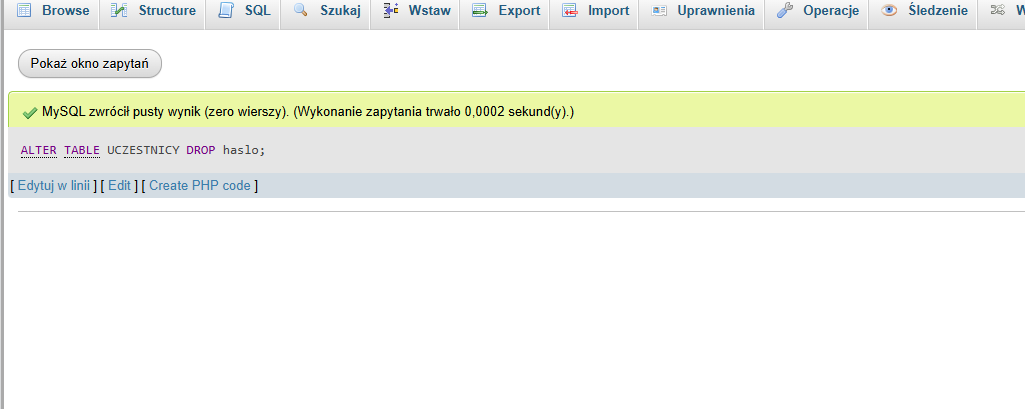 Browse Structure SQL Szukaj Wstaw Export Import Uprawnienia Operacje Śledzenie
Pokaż okno zapytań
MySQL zwrócił pusty wynik (zero wierszy). (Wykonanie zapytania trwało 0,0002 sekund(y).)
ALTER TABLE UCZESTNICY DROP haslo;
[ Edytuj w linii ] [ Edit ] [ Create PHP code ]